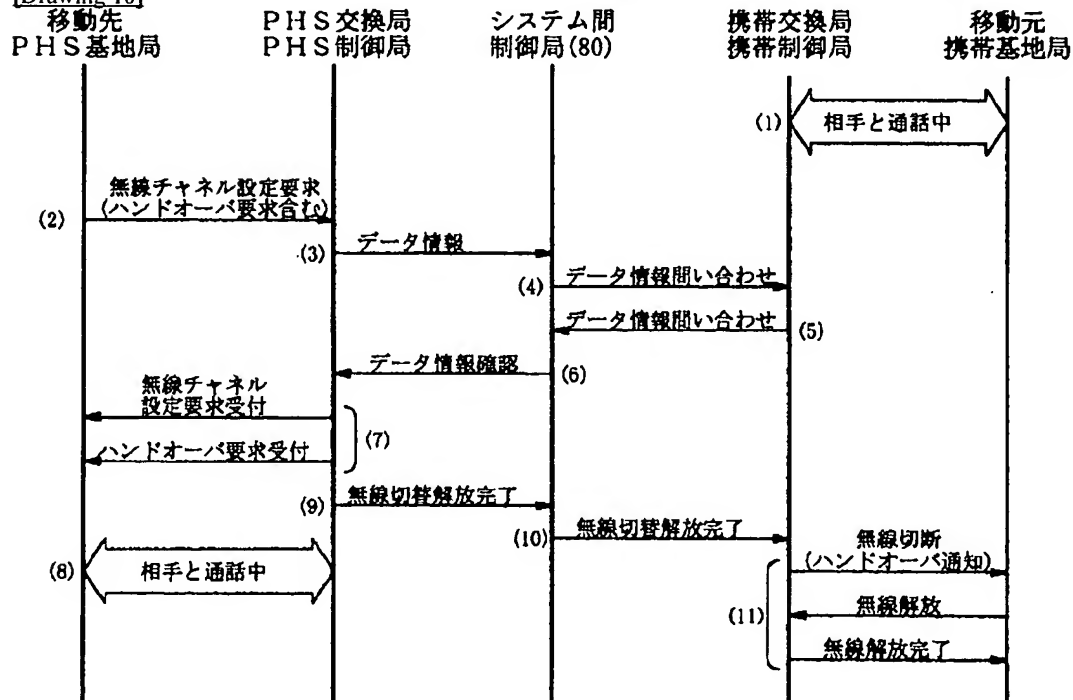 [Drawing 10]
移動先
PHS基地局
PHS交換局
PHS制御局
システム間
制御局(80)
携帯交換局
携帯制御局
移動元
携帯基地局
(1)
相手と通話中
無線チャネル設定要求
(ハンドオーバ要求含む)
(2)
(3)
データ情報
(4)
データ情報問い合わせ
データ情報問い合わせ
(5)
データ情報確認
(6)
無線チャネル
設定要求受付
(7)
ハンドオーバ要求受付
(9)
無線切替解放完了
(10)
無線切替解放完了
無線切断
(ハンドオーバ通知)
(8)
相手と通話中
(11)
無線解放
無線解放完了